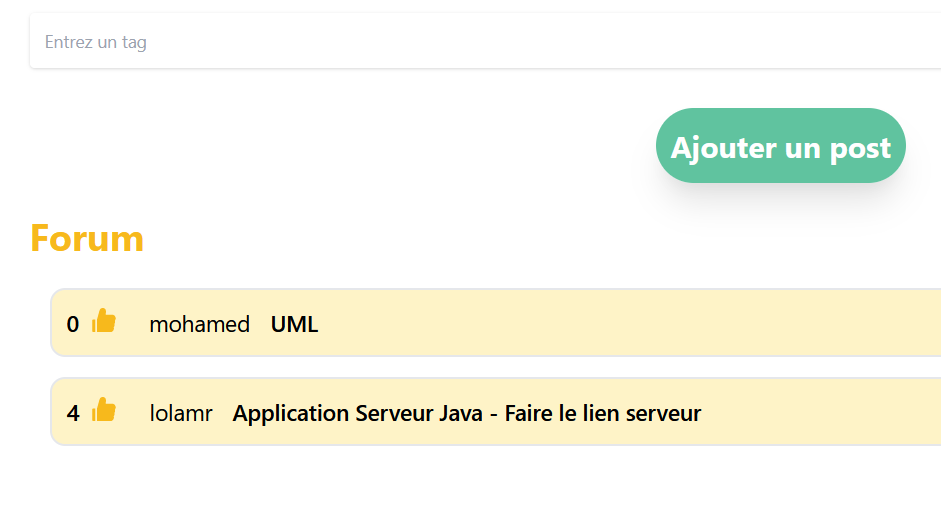 Entrez un tag
Ajouter un post
Forum
0 mohamed UML
4 lolamr Application Serveur Java - Faire le lien serveur